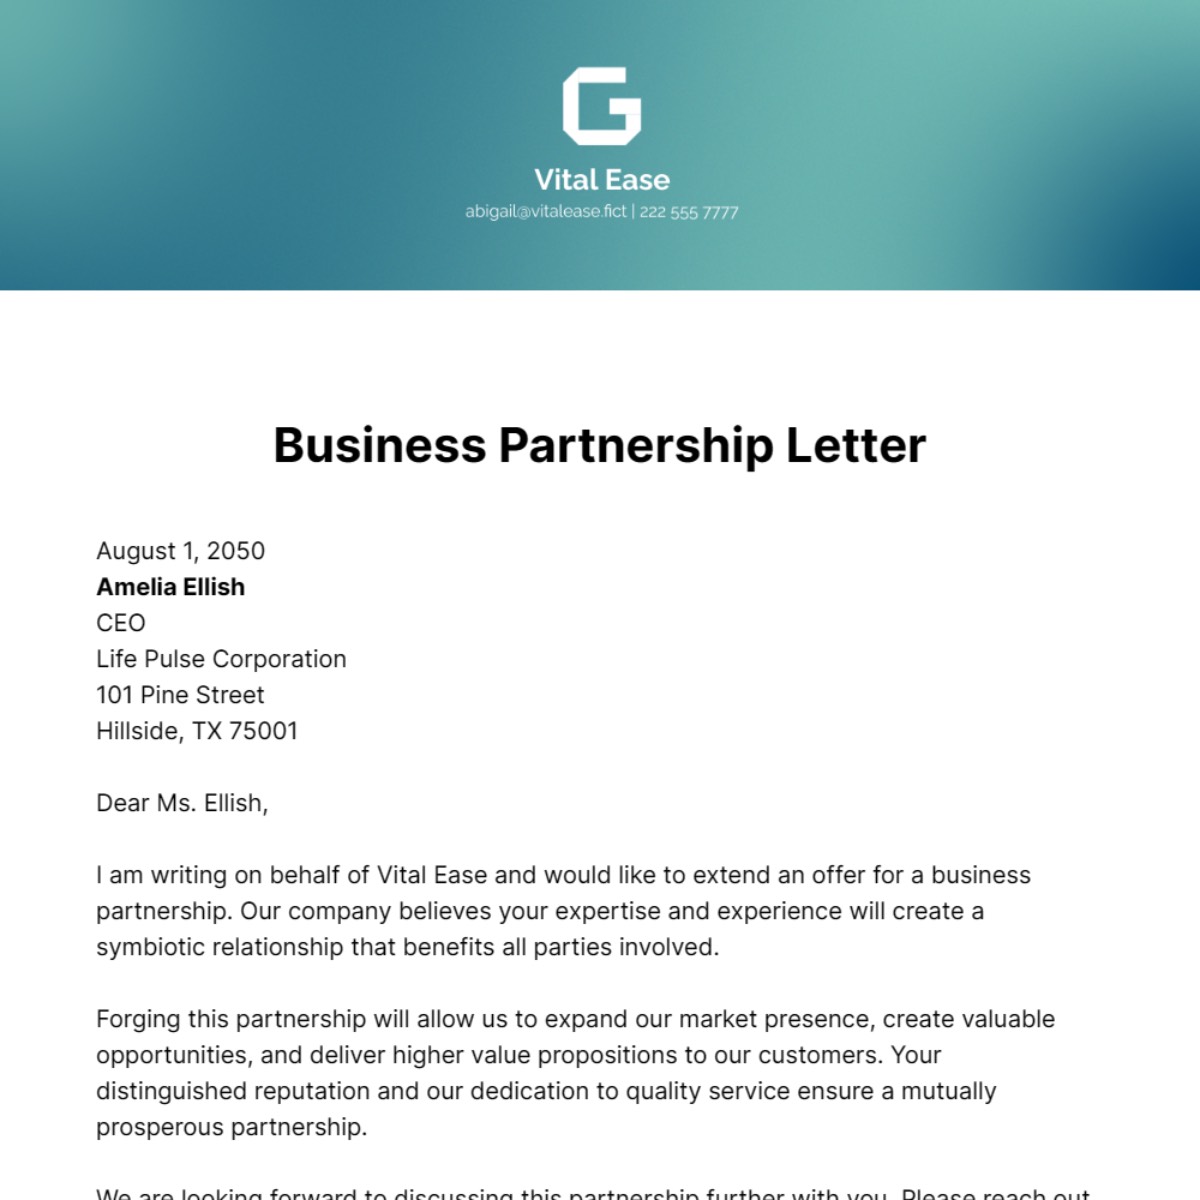 G
Vital Ease
abigail@vitalease.fict | 222 555 7777
Business Partnership Letter
August 1, 2050
Amelia Ellish
CEO
Life Pulse Corporation
101 Pine Street
Hillside, TX 75001
Dear Ms. Ellish,
I am writing on behalf of Vital Ease and would like to extend an offer for a business
partnership. Our company believes your expertise and experience will create a
symbiotic relationship that benefits all parties involved.
Forging this partnership will allow us to expand our market presence, create valuable
opportunities, and deliver higher value propositions to our customers. Your
distinguished reputation and our dedication to quality service ensure a mutually
prosperous partnership.
We are looking forward to discussing this partnership further with you. Please reach out